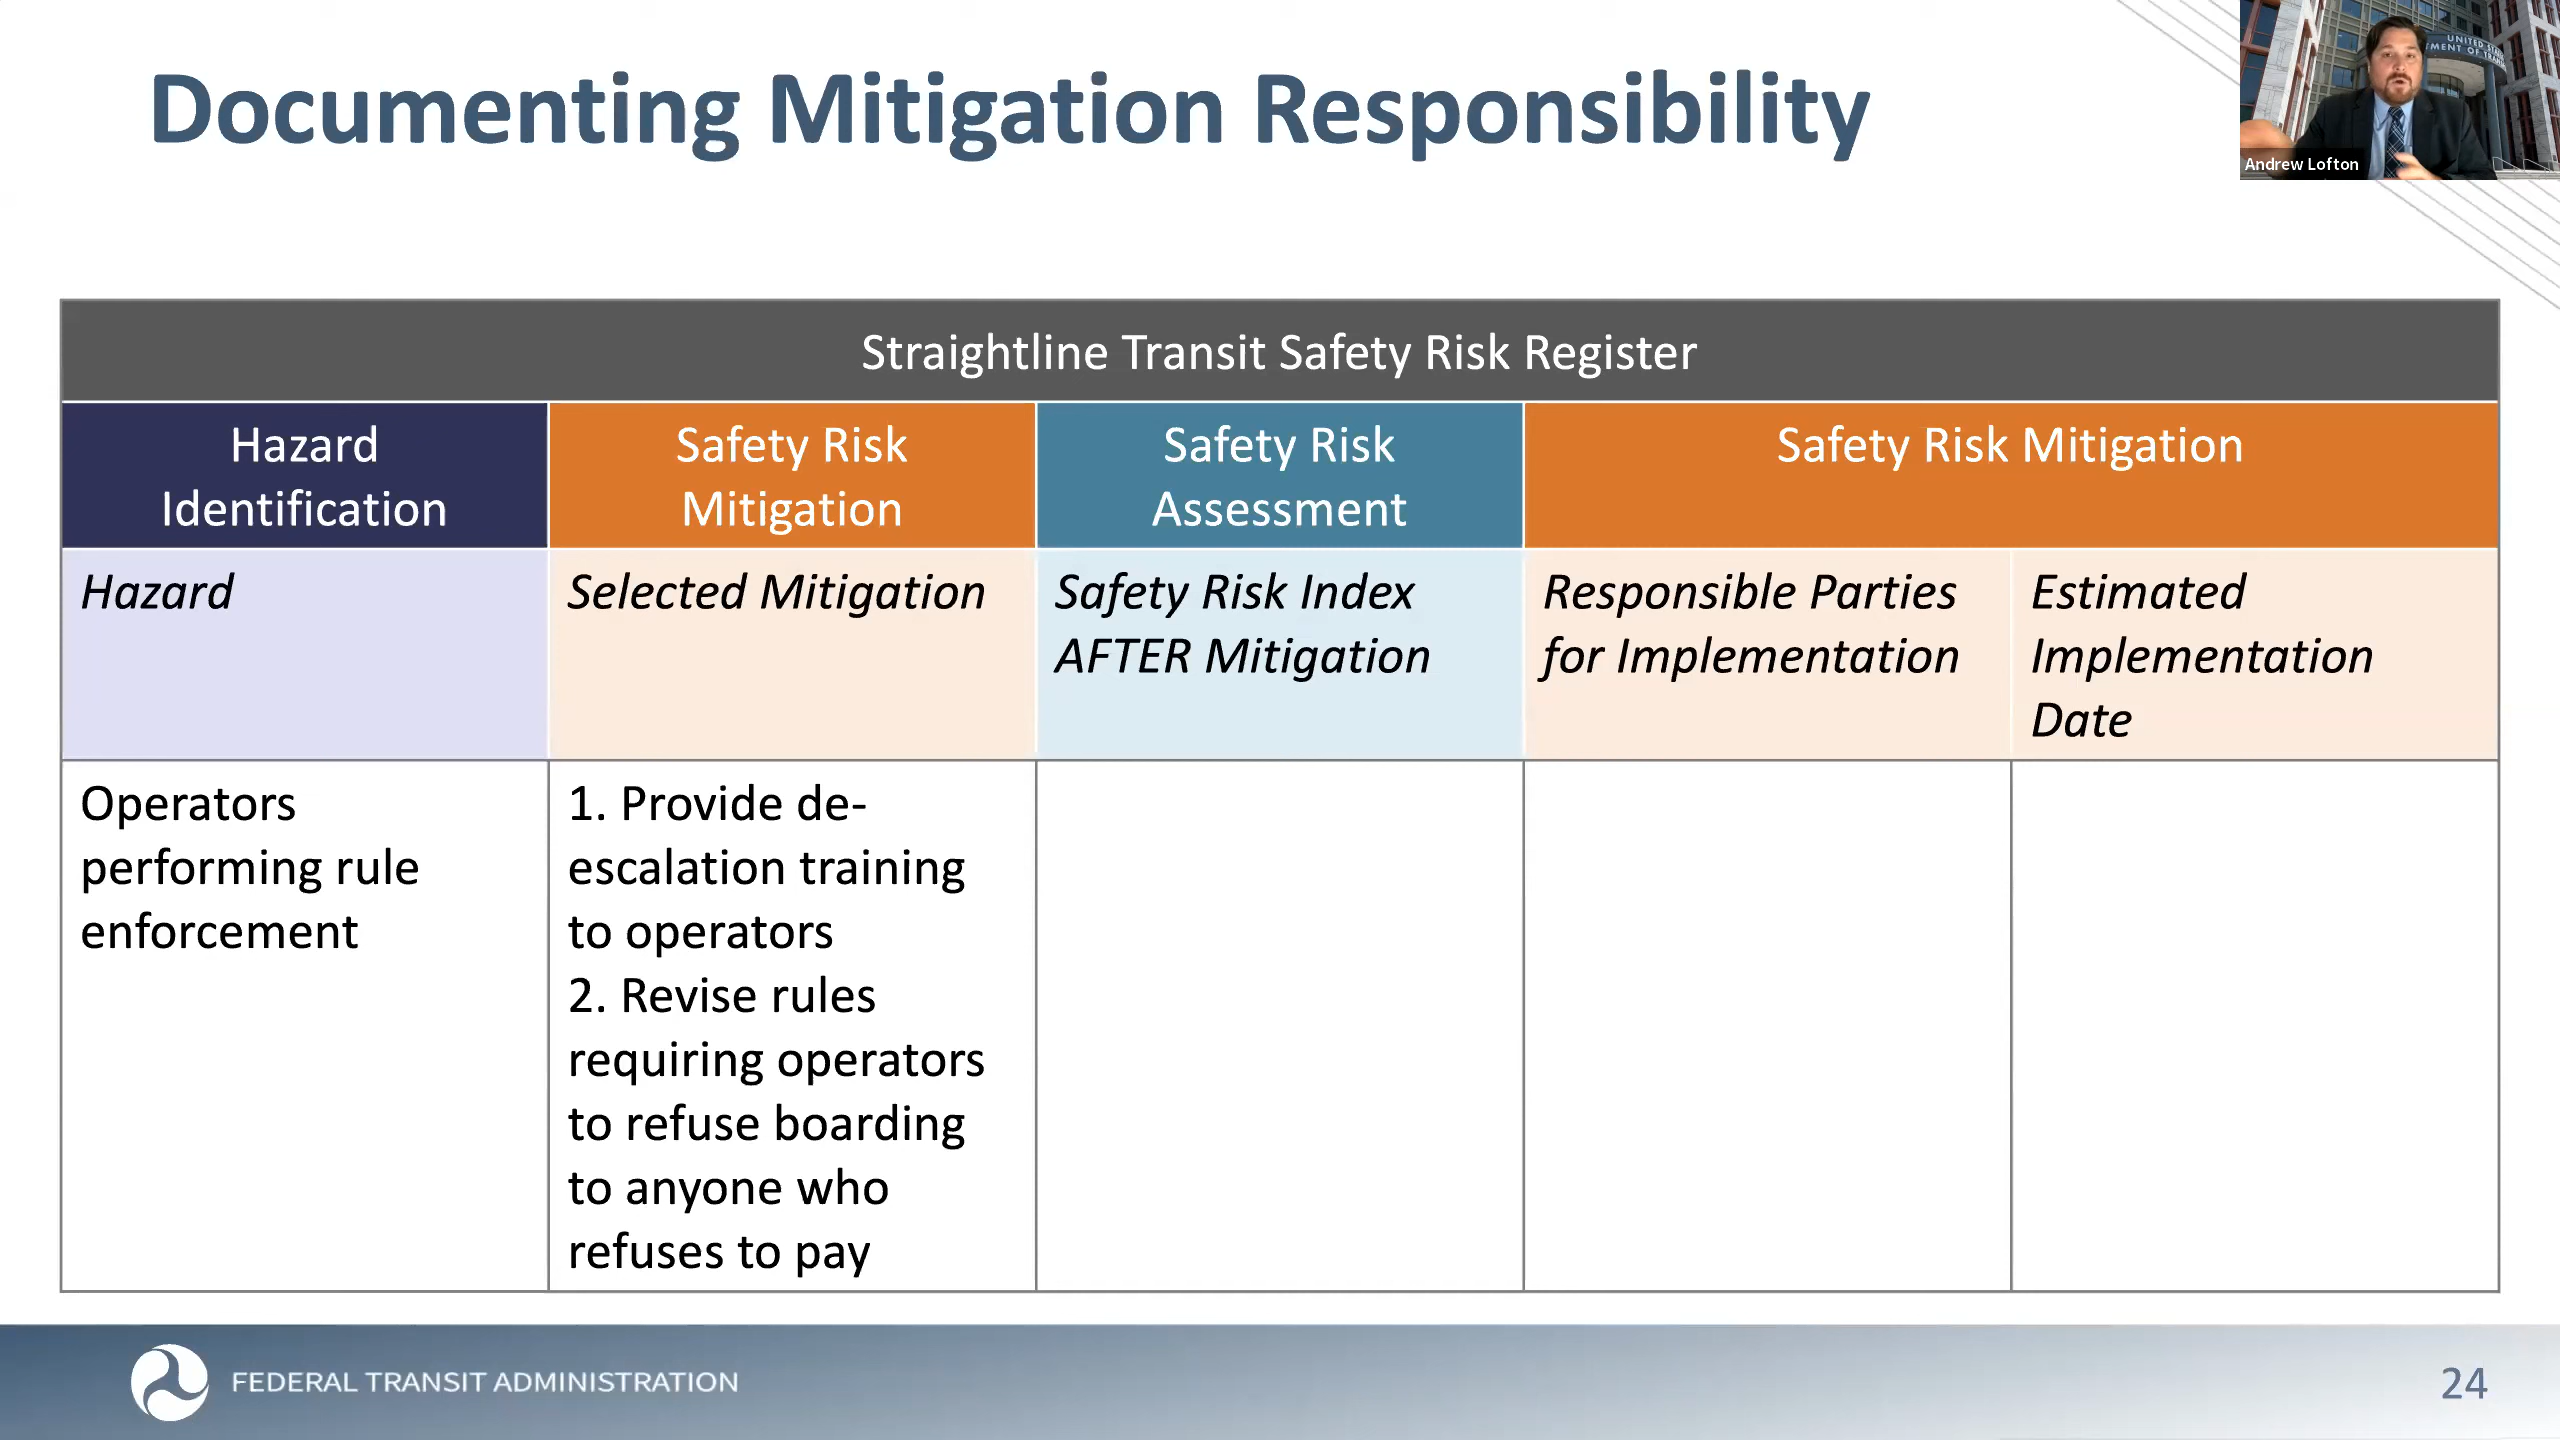 Documenting Mitigation Responsibility
UNITED
MENT OF
Andrew Lofton
Straightline Transit Safety Risk Register
Hazard
Identification
Safety Risk
Mitigation
Safety Risk
Assessment
Safety Risk Mitigation
Hazard
Selected Mitigation
Safety Risk Index
AFTER Mitigation
Responsible Parties
for Implementation
Estimated
Implementation
Date
Operators
performing rule
enforcement
1. Provide de-
escalation training
to operators
2. Revise rules
requiring operators
to refuse boarding
to anyone who
refuses to pay
FEDERAL TRANSIT ADMINISTRATION
24